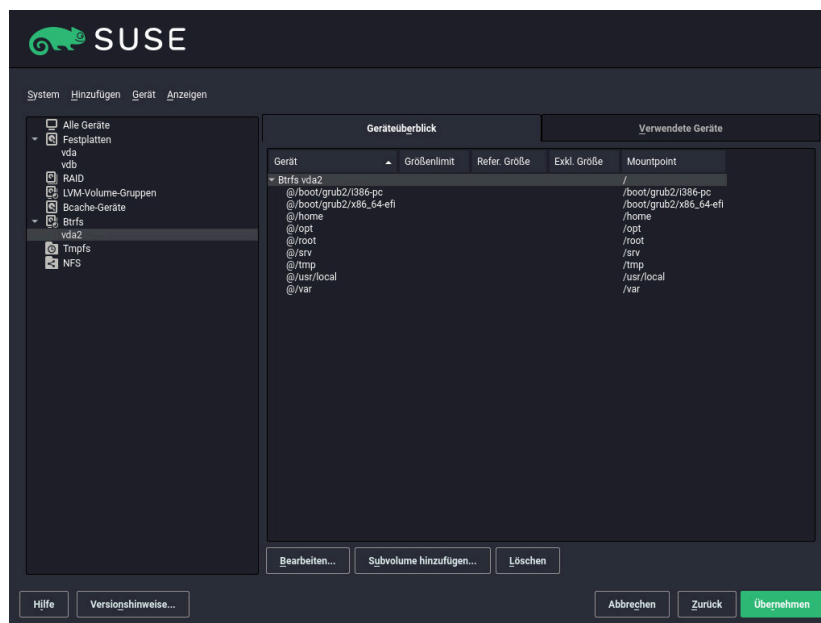 SUSE
System Hinzufügen Gerät Anzeigen
Alle Geräte
Festplatten
vda
vdb
RAID
LVM-Volume-Gruppen
Bcache-Geräte
Btrfs
vda2
Tmpfs
NFS
Geräteüberblick Verwendete Geräte
Gerät Größenlimit Refer. Größe Exkl. Größe Mountpoint
Btrfs vda2 /
@/boot/grub2/i386-pc /boot/grub2/i386-pc
@/boot/grub2/x86_64-efi /boot/grub2/x86_64-efi
@/home /home
@/opt /opt
@/root /root
@/srv /srv
@/tmp /tmp
@/usr/local /usr/local
@/var /var
Bearbeiten... Subvolume hinzufügen... Löschen
Hilfe Versionshinweise... Abbrechen Zurück Übernehmen